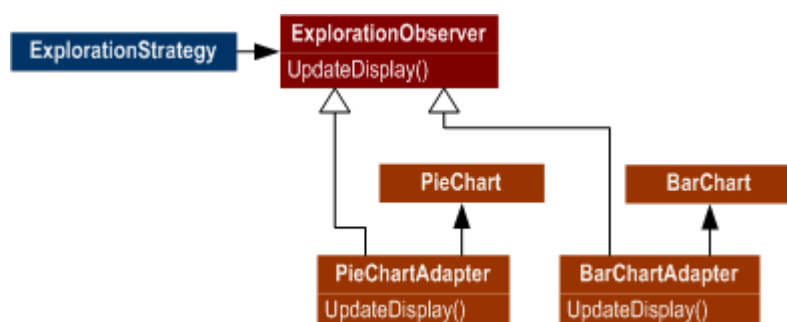 ExplorationObserver
ExplorationStrategy
UpdateDisplay()
PieChart
BarChart
PieChartAdapter
BarChartAdapter
UpdateDisplay()
UpdateDisplay()